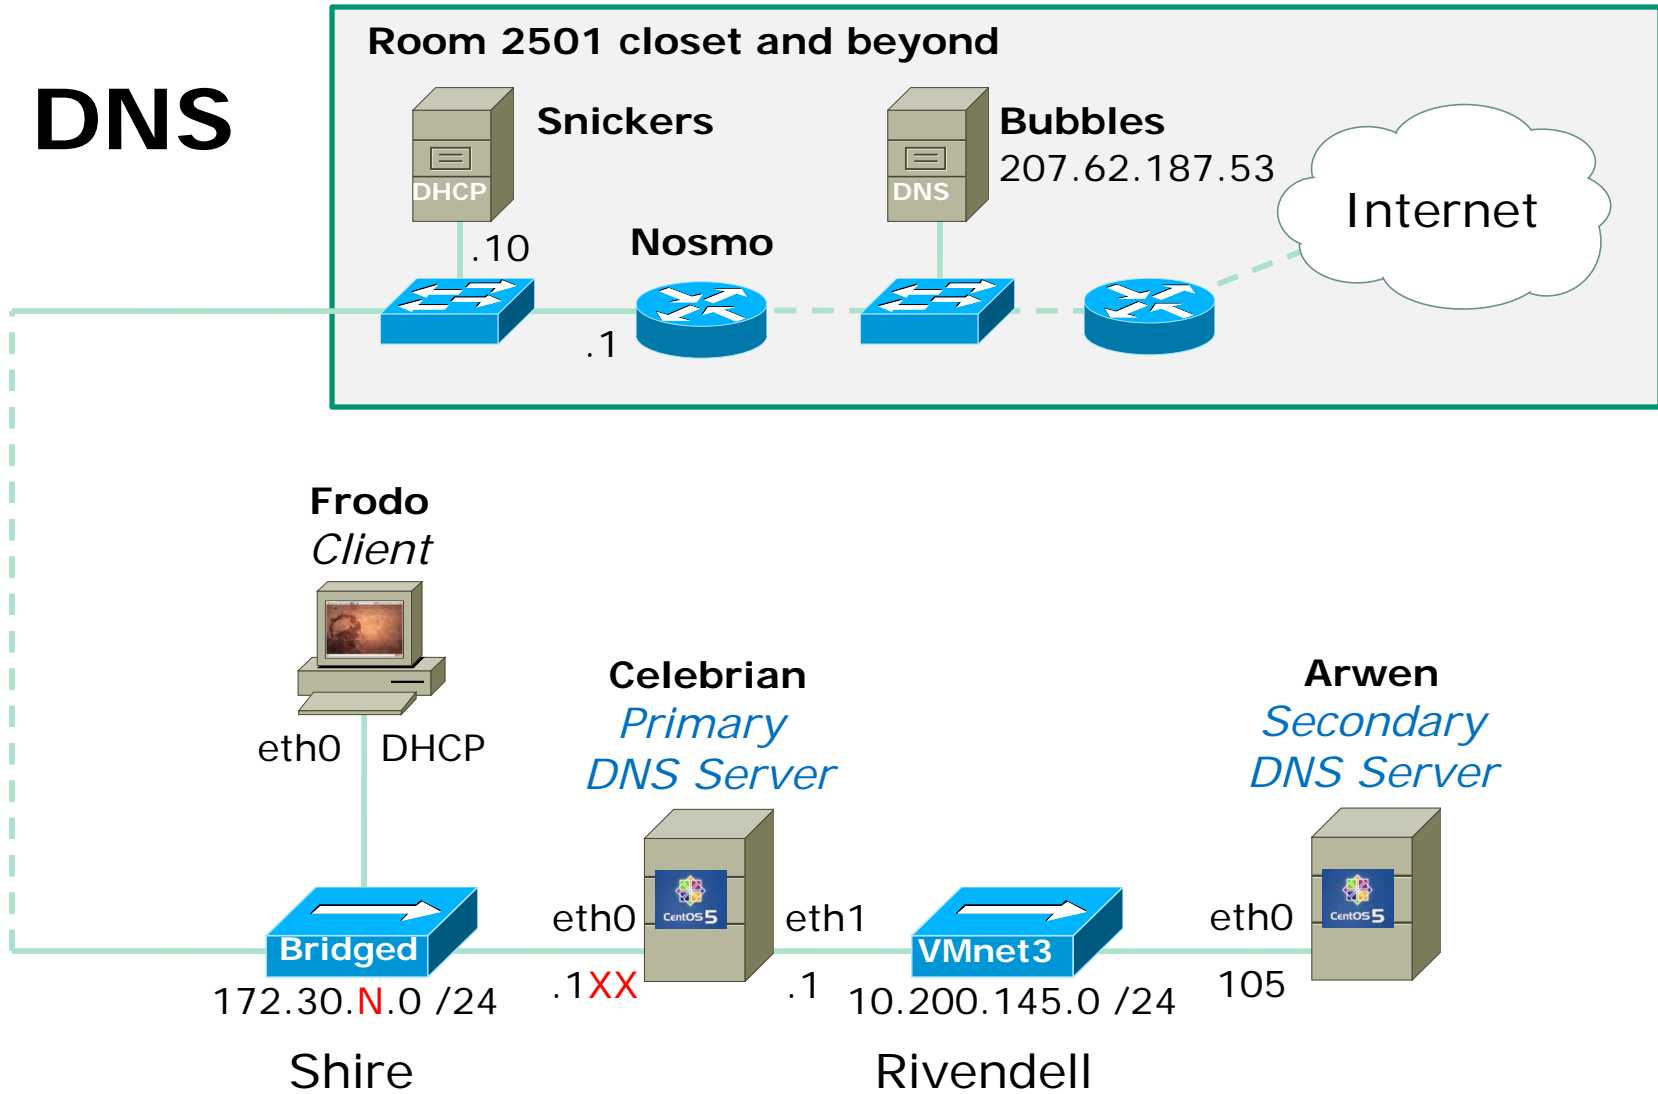 DNS
Room 2501 closet and beyond
Snickers
DHCP
.10
Nosmo
.1
Bubbles
207.62.187.53
DNS
Internet
Frodo
Client
eth0 DHCP
Celebrian
Primary
DNS Server
Arwen
Secondary
DNS Server
CentOS 5
CentOS 5
Bridged
eth0
.1XX
eth1
.1
VMnet3
eth0
105
172.30.N.0 /24
10.200.145.0 /24
Shire
Rivendell